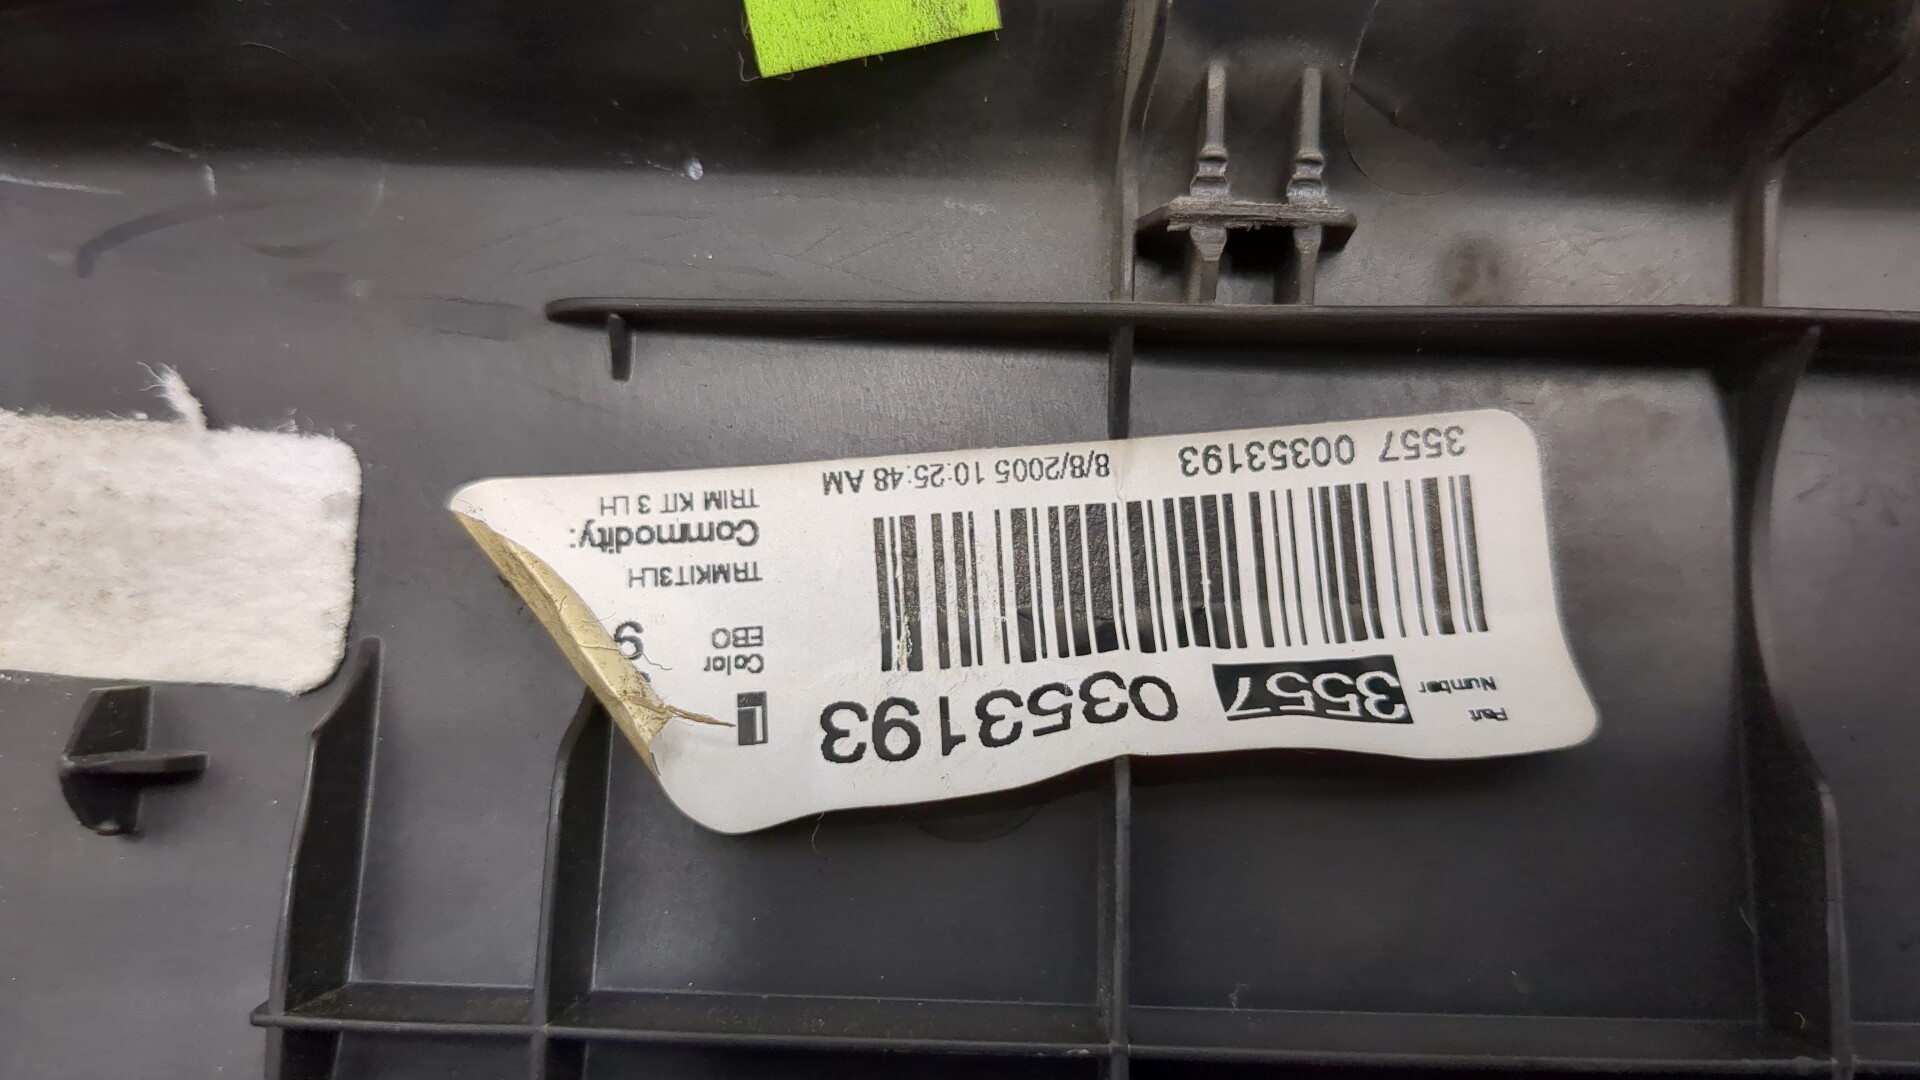 Part
Number
3557 0353193
3557 00353193
8/8/2005 10:25:48 AM
Color
EBO
TRMKIT3LH
Commodity:
TRIM KIT 3 LH